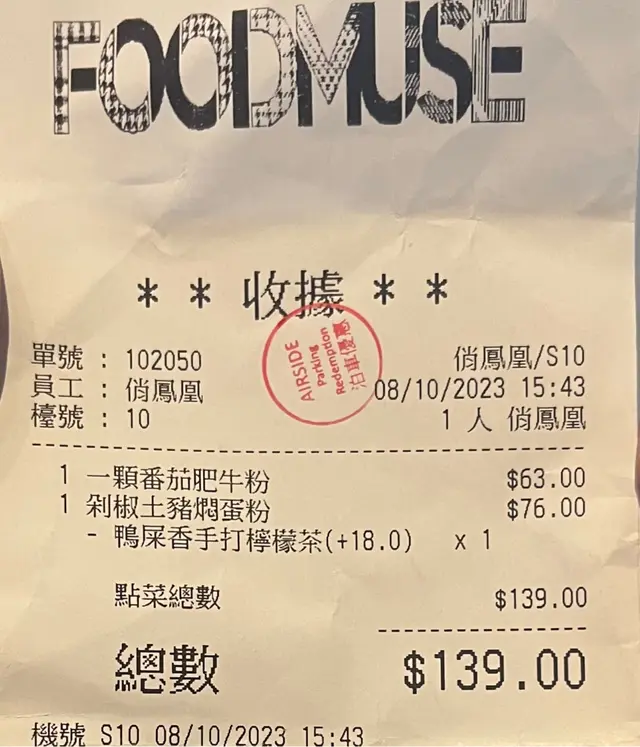 FOODMUSE
** 收據 **
單號 : 102050 俏鳳凰/S10
員工 : 俏鳳凰 08/10/2023 15:43
檯號 : 10 1 人 俏鳳凰
AIRSIDE
Parking
Redemption
泊車優惠
1 一顆番茄肥牛粉 $63.00
1 剁椒土豬燜蛋粉 $76.00
- 鴨屎香手打檸檬茶(+18.0) x 1
點菜總數 $139.00
總數 $139.00
機號 S10 08/10/2023 15:43